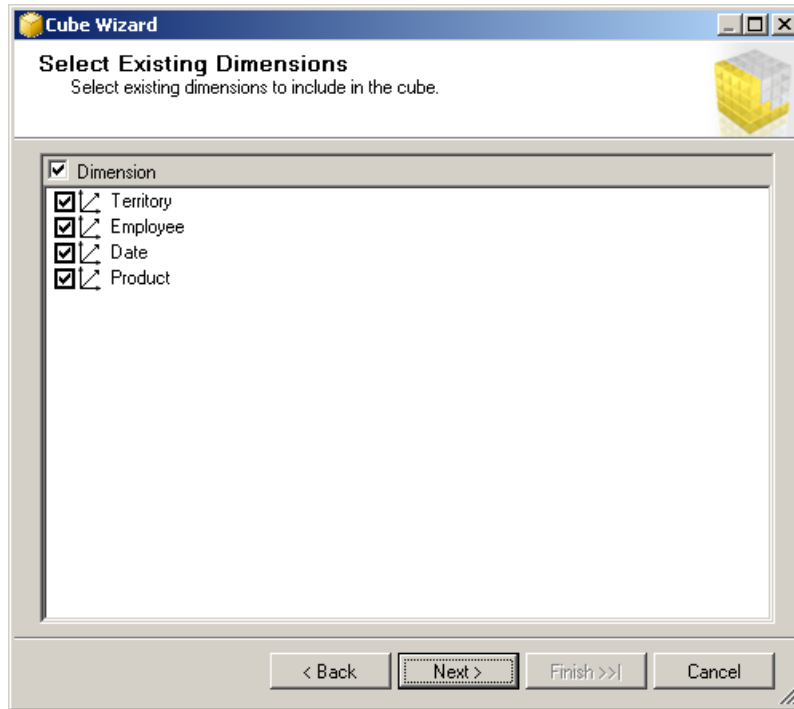 Cube Wizard
Select Existing Dimensions
Select existing dimensions to include in the cube.
Dimension
Territory
Employee
Date
Product
< Back Next > Finish >>| Cancel